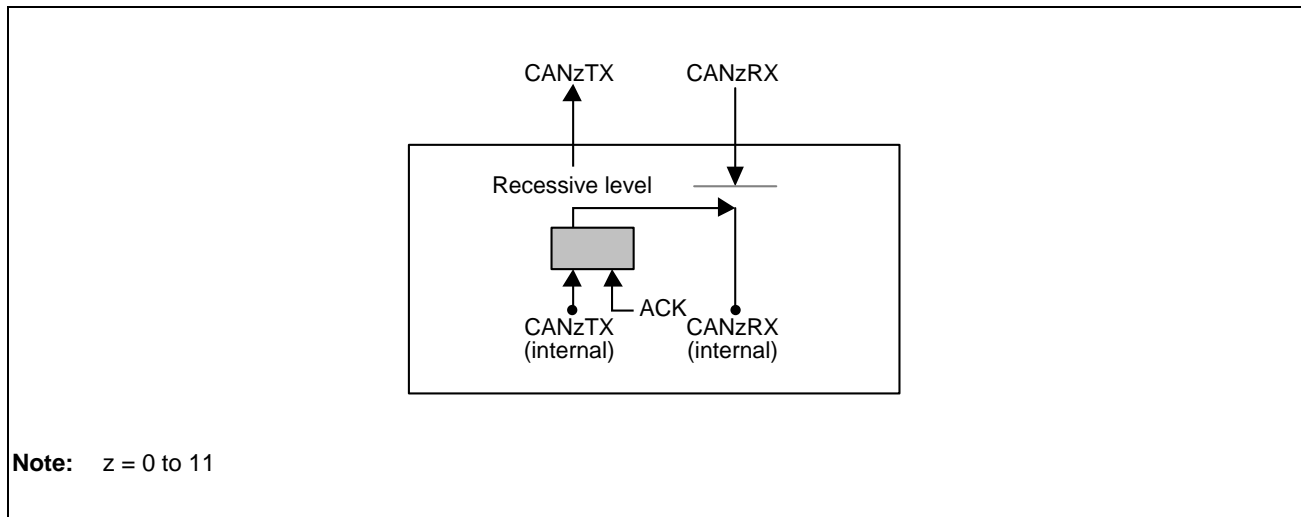 CANzTX CANzRX
Recessive level
ACK
CANzTX CANzRX
(internal) (internal)
Note: z = 0 to 11